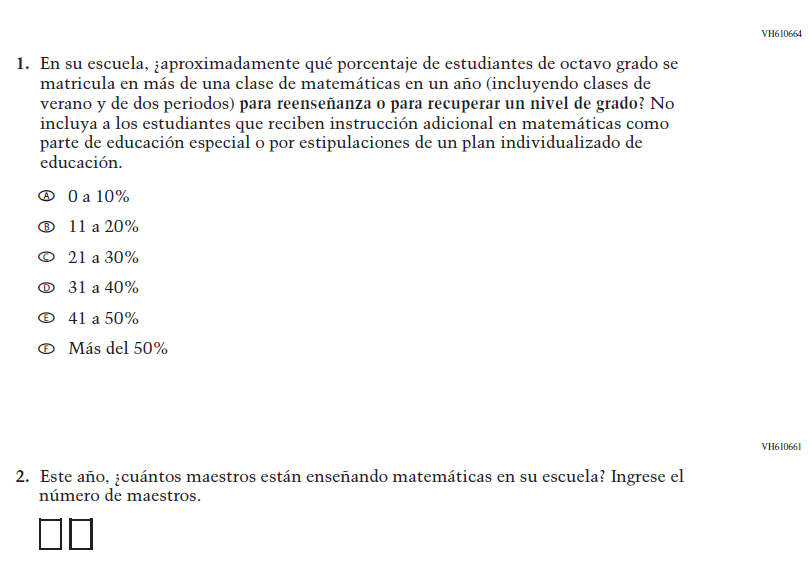 VH610664
1. En su escuela, ¿aproximadamente qué porcentaje de estudiantes de octavo grado se
matricula en más de una clase de matemáticas en un año (incluyendo clases de
verano y de dos periodos) para reenseñanza o para recuperar un nivel de grado? No
incluya a los estudiantes que reciben instrucción adicional en matemáticas como
parte de educación especial o por estipulaciones de un plan individualizado de
educación.
A 0 a 10%
B 11 a 20%
C 21 a 30%
D 31 a 40%
E 41 a 50%
F Más del 50%
VH610661
2. Este año, ¿cuántos maestros están enseñando matemáticas en su escuela? Ingrese el
número de maestros.